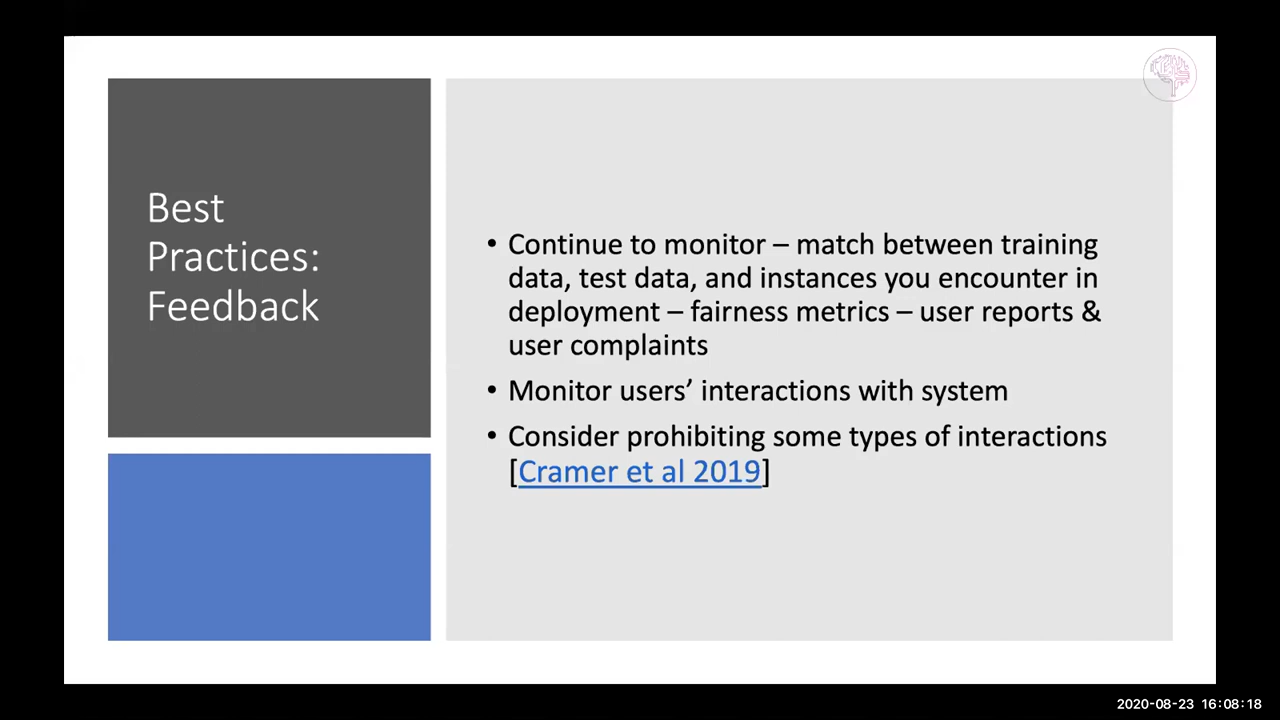 Best
Practices:
Feedback
• Continue to monitor – match between training
data, test data, and instances you encounter in
deployment – fairness metrics – user reports &
user complaints
• Monitor users’ interactions with system
• Consider prohibiting some types of interactions
[Cramer et al 2019]
2020-08-23 16:08:18